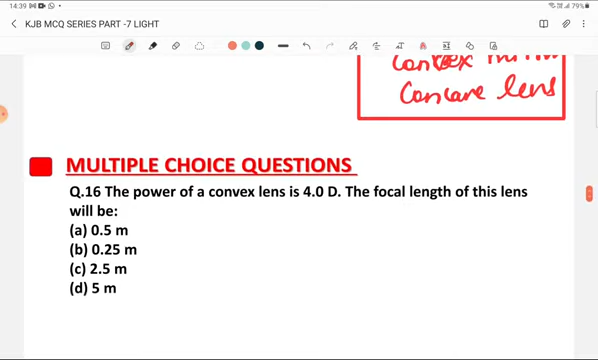 14:39
79%
KJB MCQ SERIES PART -7 LIGHT
Convex
Concave lens
MULTIPLE CHOICE QUESTIONS
Q.16 The power of a convex lens is 4.0 D. The focal length of this lens
will be:
(a) 0.5 m
(b) 0.25 m
(c) 2.5 m
(d) 5 m